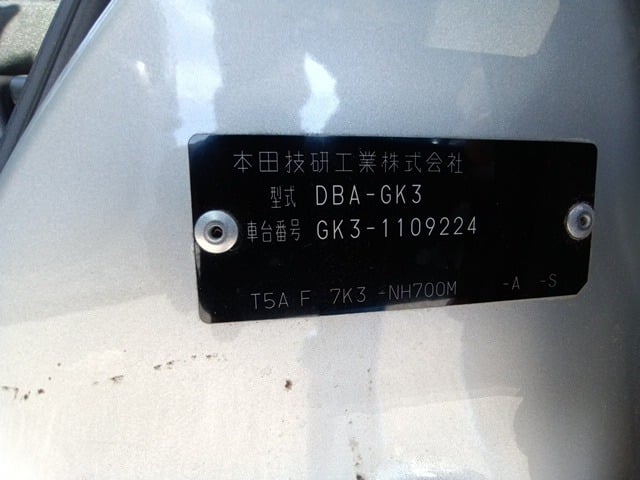 本田技研工業株式会社
型式 DBA-GK3
車台番号 GK3-1109224
T5A F 7K3 -NH700M -A -S